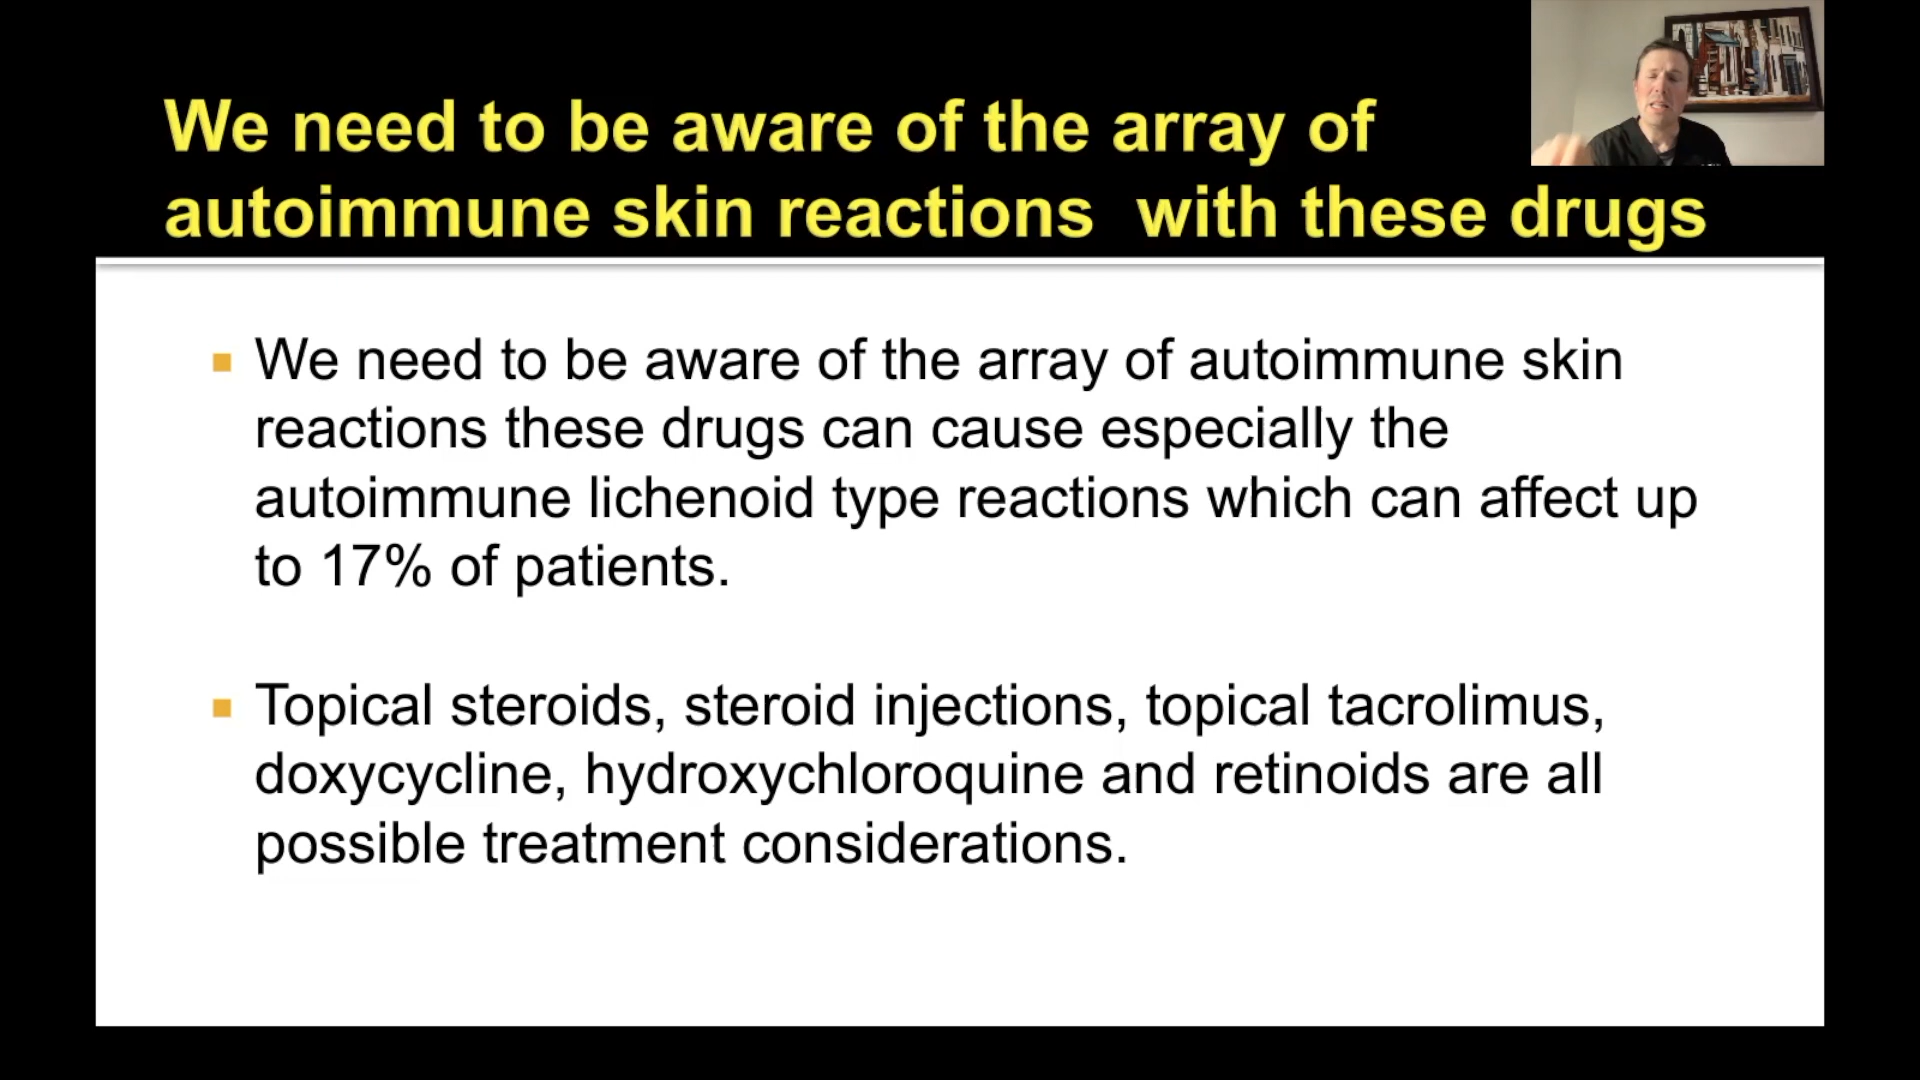 We need to be aware of the array of
autoimmune skin reactions  with these drugs
We need to be aware of the array of autoimmune skin
reactions these drugs can cause especially the
autoimmune lichenoid type reactions which can affect up
to 17% of patients.
Topical steroids, steroid injections, topical tacrolimus,
doxycycline, hydroxychloroquine and retinoids are all
possible treatment considerations.